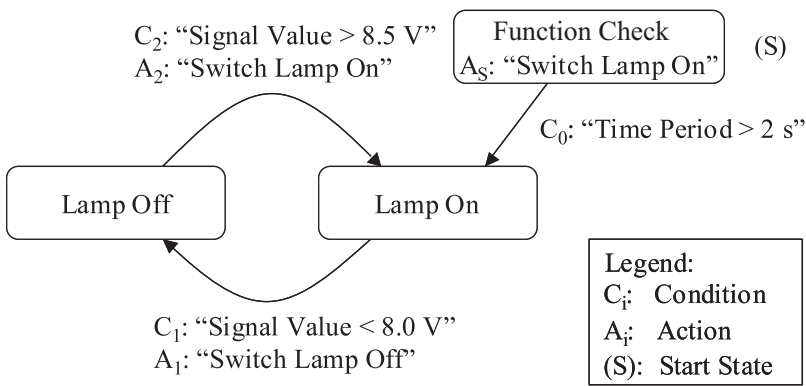 C₂: “Signal Value > 8.5 V”
A₂: “Switch Lamp On”
Function Check
Aₛ: “Switch Lamp On”
(S)
C₀: “Time Period > 2 s”
Lamp Off
Lamp On
C₁: “Signal Value < 8.0 V”
A₁: “Switch Lamp Off”
Legend:
Cᵢ: Condition
Aᵢ: Action
(S): Start State